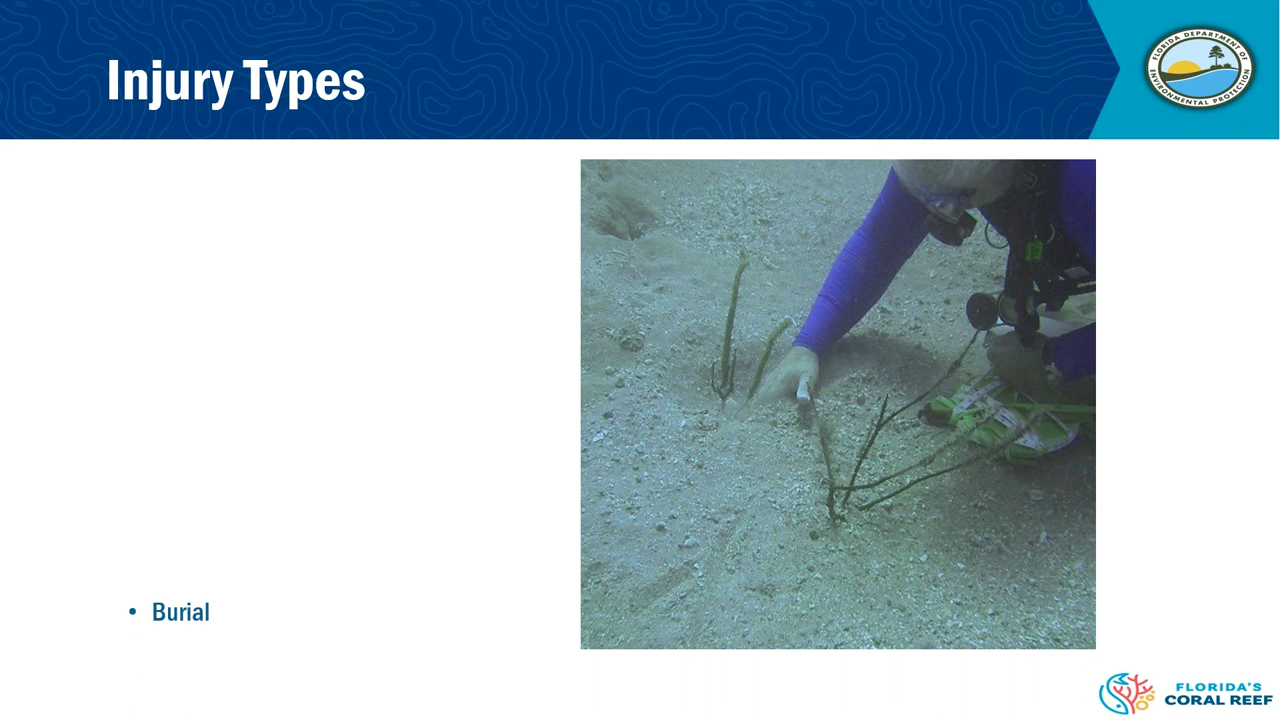 Injury Types
FLORIDA DEPARTMENT OF
ENVIRONMENTAL PROTECTION
• Burial
FLORIDA'S
CORAL REEF